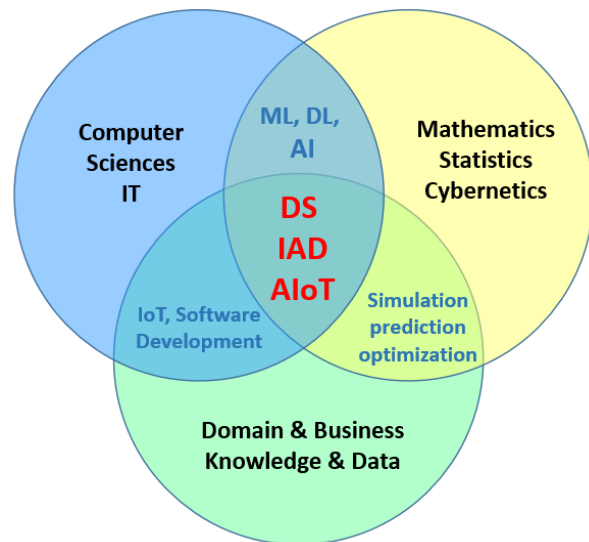 ML, DL,
AI
Computer
Sciences
IT
Mathematics
Statistics
Cybernetics
DS
IAD
AIoT
IoT, Software
Development
Simulation
prediction
optimization
Domain & Business
Knowledge & Data